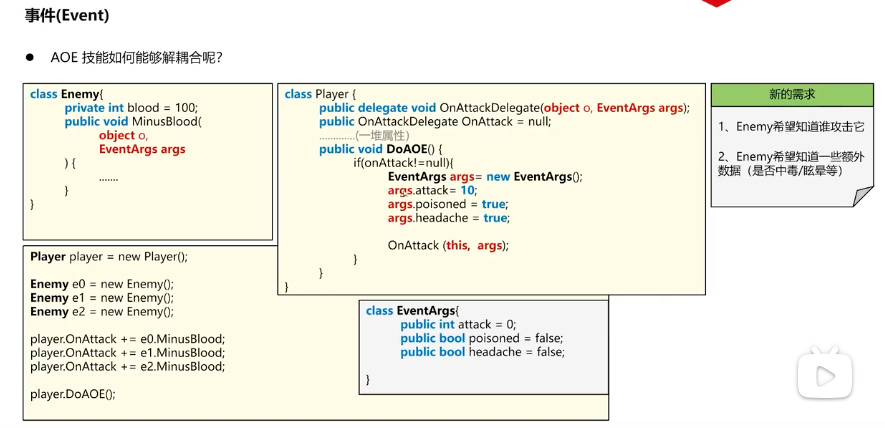 事件(Event)
● AOE 技能如何能够解耦合呢?
class Enemy{
private int blood = 100;
public void MinusBlood(
object o,
EventArgs args
) {
.......
}
}
class Player {
public delegate void OnAttackDelegate(object o, EventArgs args);
public OnAttackDelegate OnAttack = null;
............(一堆属性)
public void DoAOE() {
if(onAttack!=null){
EventArgs args= new EventArgs();
args.attack= 10;
args.poisoned = true;
args.headache = true;
OnAttack (this, args);
}
}
}
新的需求
1、Enemy希望知道谁攻击它
2、Enemy希望知道一些额外
数据（是否中毒/眩晕等）
Player player = new Player();
Enemy e0 = new Enemy();
Enemy e1 = new Enemy();
Enemy e2 = new Enemy();
player.OnAttack += e0.MinusBlood;
player.OnAttack += e1.MinusBlood;
player.OnAttack += e2.MinusBlood;
player.DoAOE();
class EventArgs{
public int attack = 0;
public bool poisoned = false;
public bool headache = false;
}